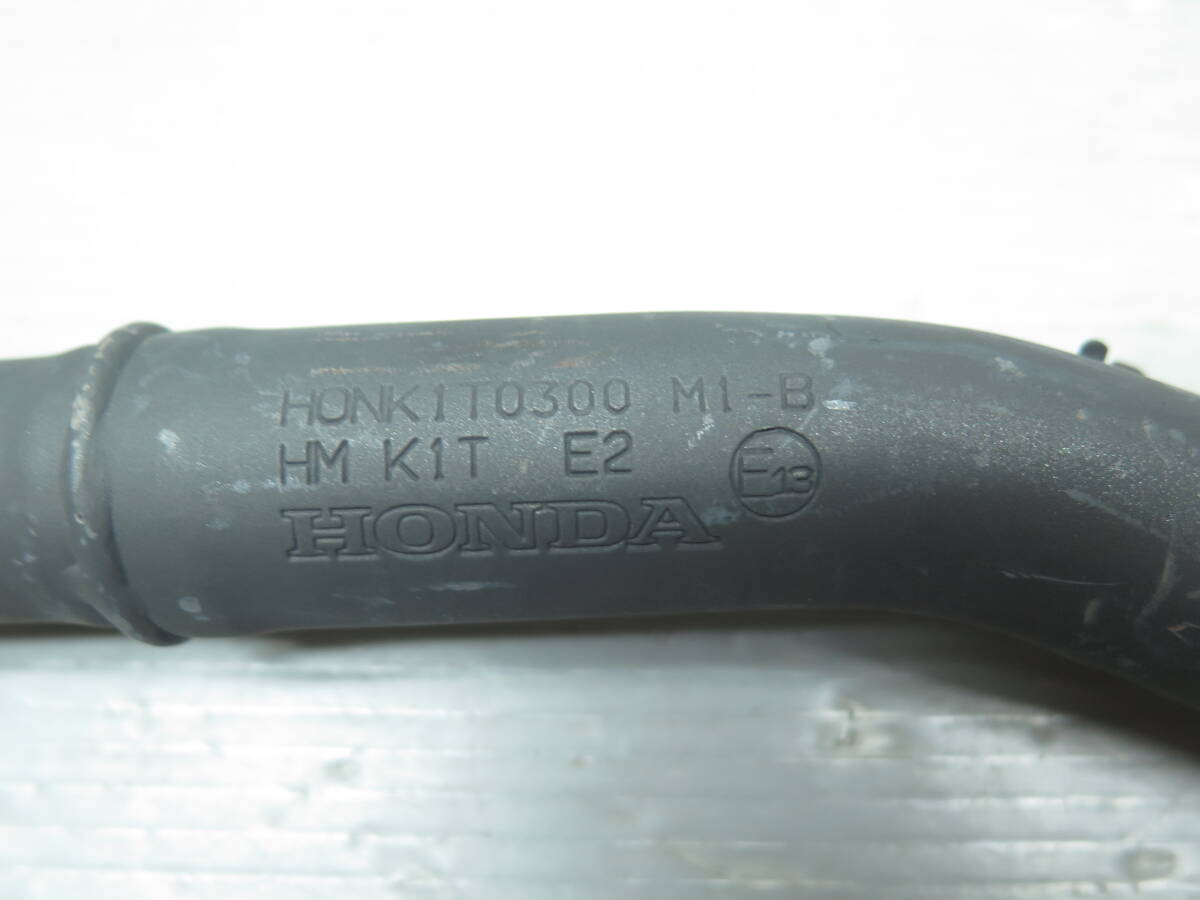 HONK1T0300 M1-B
HM K1T E2
E13
HONDA